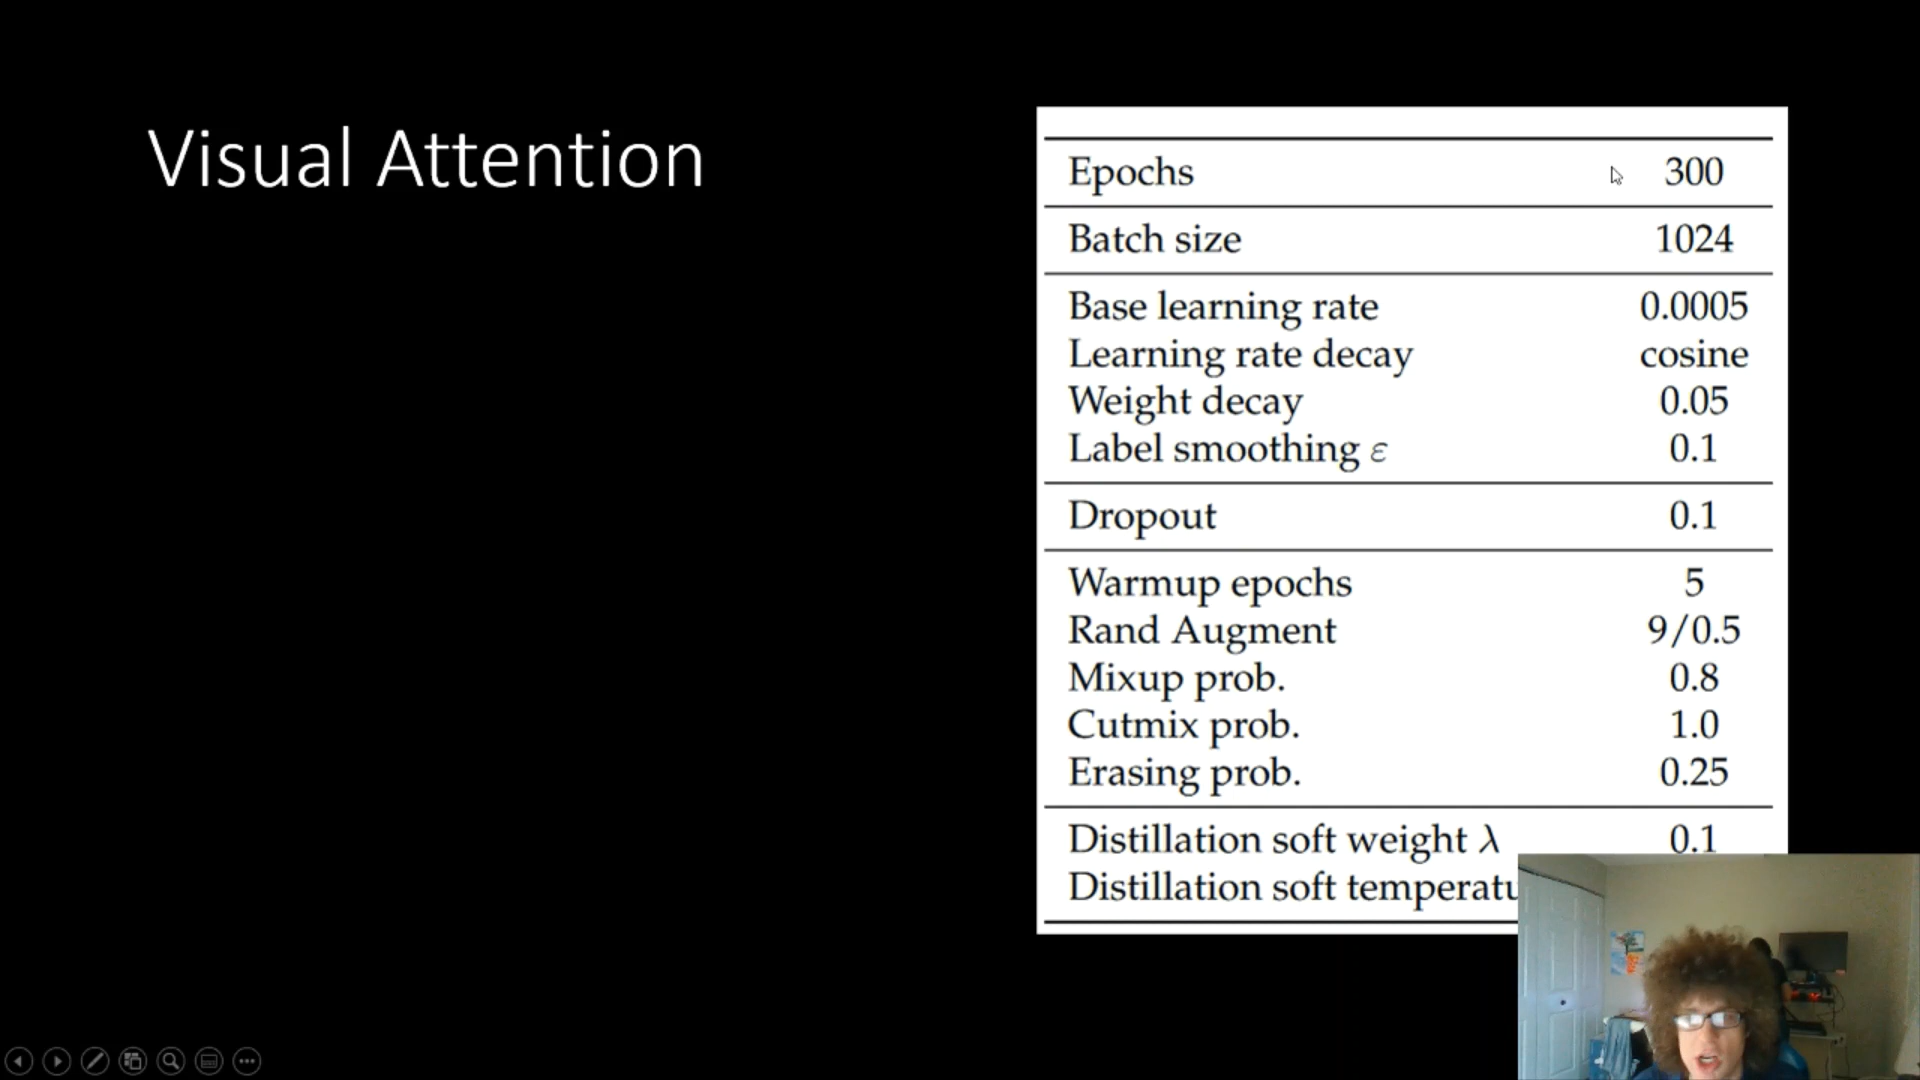 Visual Attention
Epochs 300
Batch size 1024
Base learning rate 0.0005
Learning rate decay cosine
Weight decay 0.05
Label smoothing ε 0.1
Dropout 0.1
Warmup epochs 5
Rand Augment 9/0.5
Mixup prob. 0.8
Cutmix prob. 1.0
Erasing prob. 0.25
Distillation soft weight λ 0.1
Distillation soft